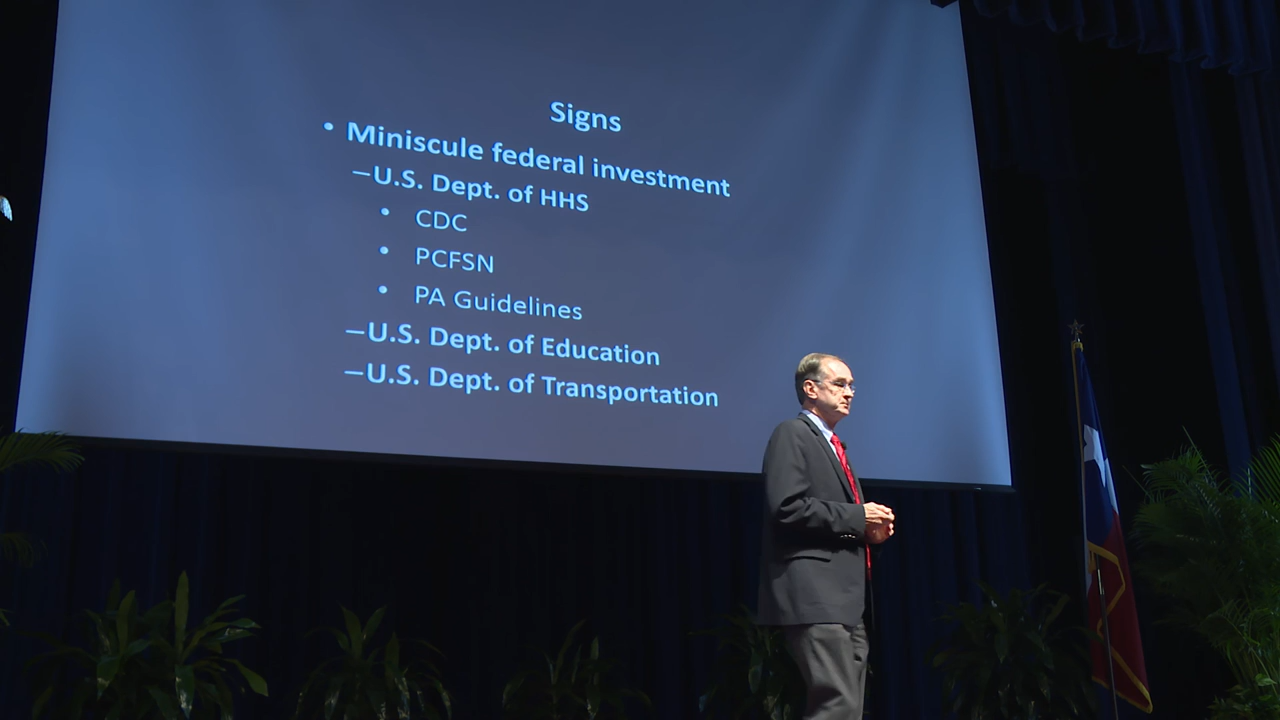 Signs
• Miniscule federal investment
–U.S. Dept. of HHS
• CDC
• PCFSN
• PA Guidelines
–U.S. Dept. of Education
–U.S. Dept. of Transportation